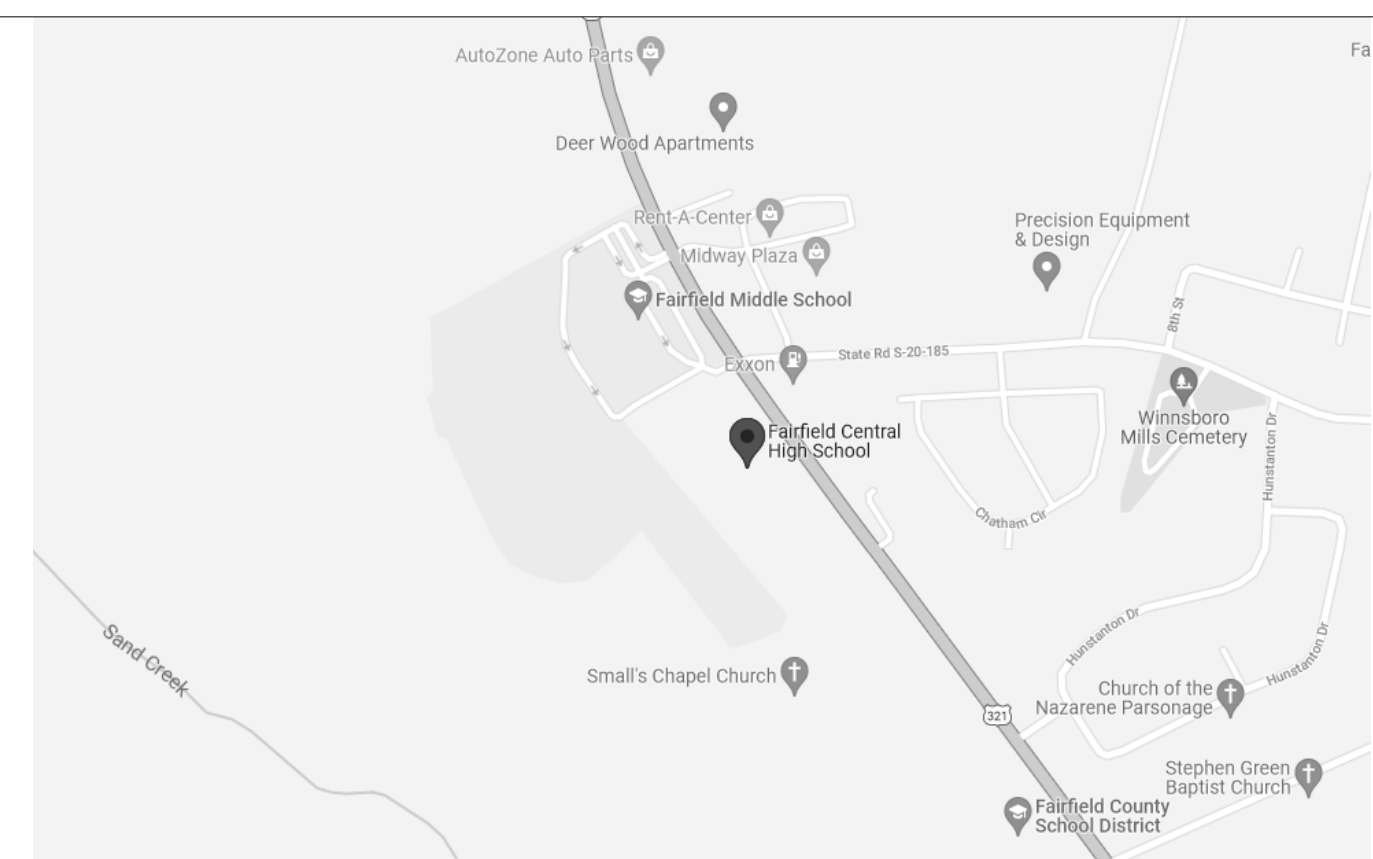 AutoZone Auto Parts
Fa
Deer Wood Apartments
Rent-A-Center
Precision Equipment
& Design
Midway Plaza
Fairfield Middle School
8th St
State Rd S-20-185
Exxon
Winnsboro
Mills Cemetery
Fairfield Central
High School
Hunstanton Dr
Chatham Cir
Hunstanton Dr
Hunstanton Dr
Sand Creek
Small's Chapel Church
Church of the
Nazarene Parsonage
321
Stephen Green
Baptist Church
Fairfield County
School District